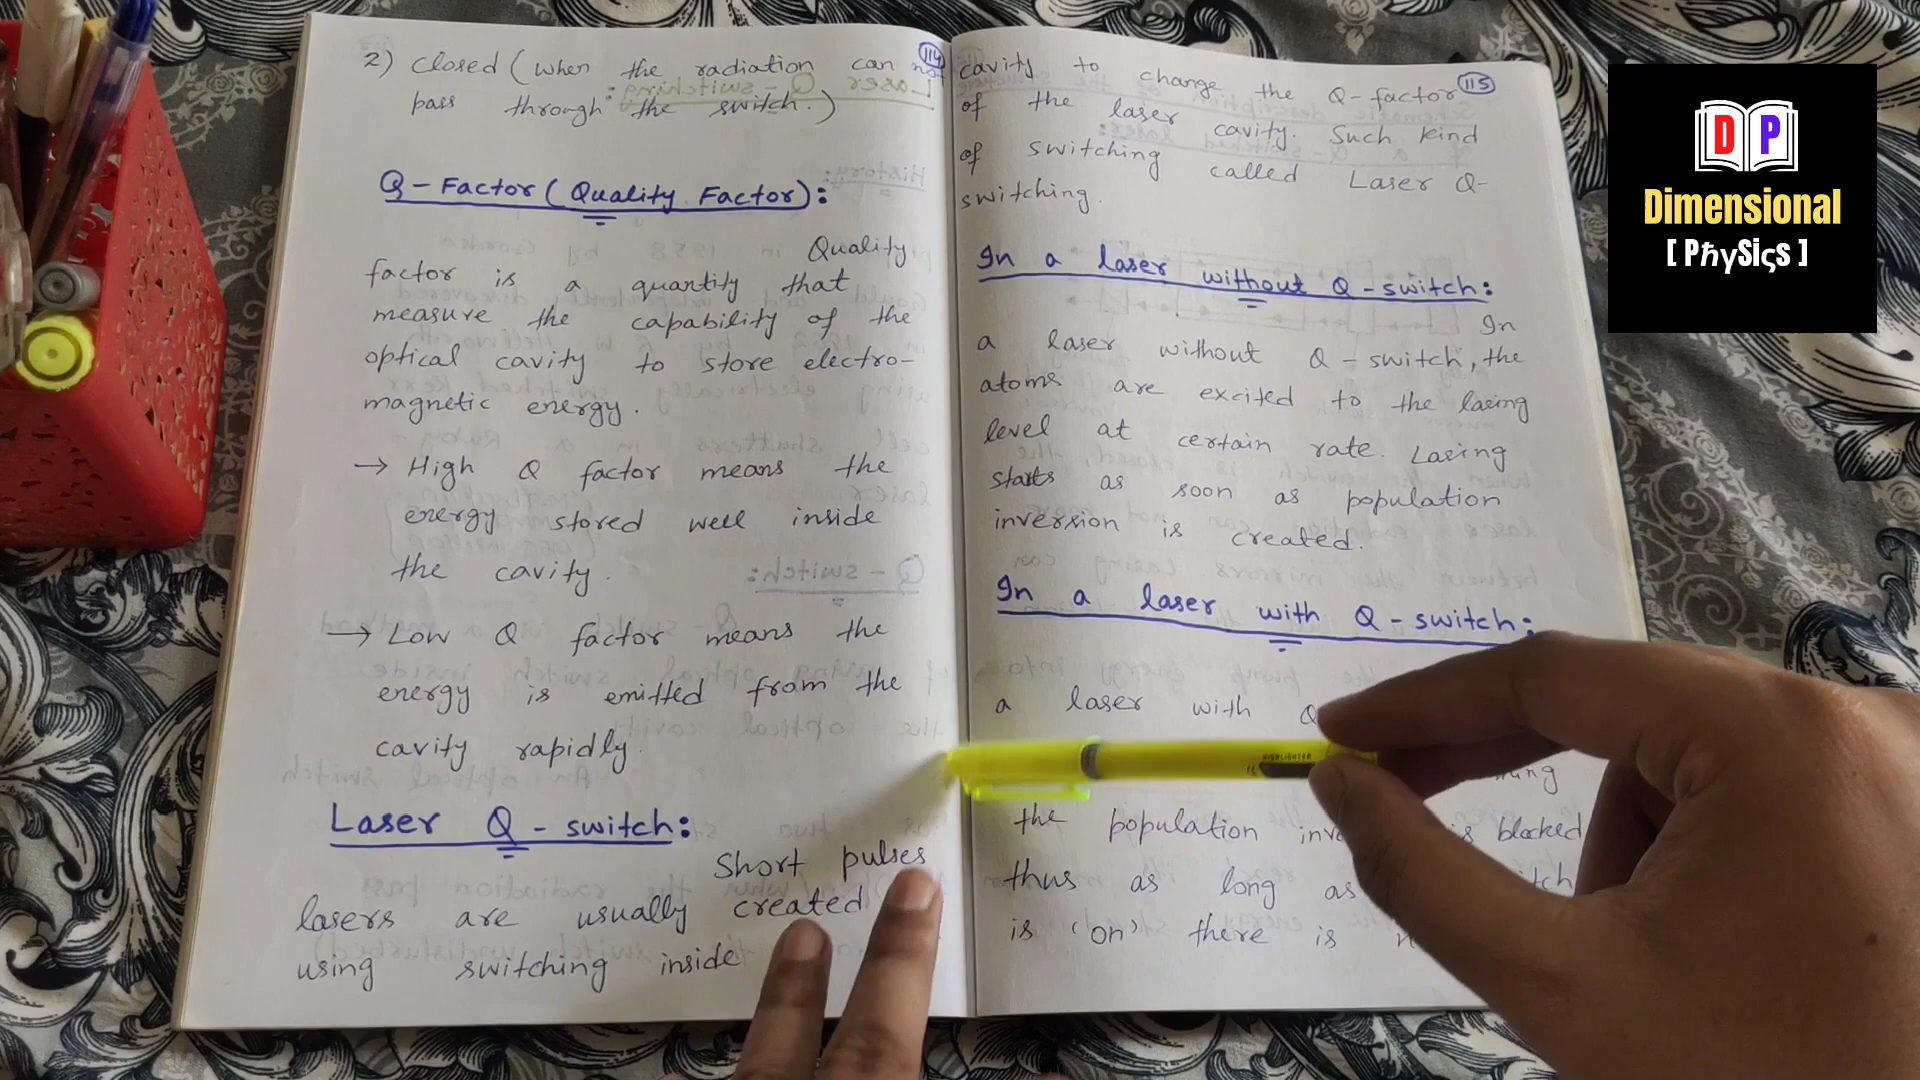 114
2) closed (when the radiation can not
pass through the switch.)
Q-Factor (Quality Factor):
Quality
factor is a quantity that
measure the capability of the
optical cavity to store electro-
magnetic energy.
→ High Q factor means the
energy stored well inside
the cavity.
→ Low Q factor means the
energy is emitted from the
cavity rapidly.
Laser Q-switch:
Short pulses
lasers are usually created
using switching inside
115
cavity to change the Q-factor
of the laser cavity. Such kind
of switching called Laser Q-
switching.
In a laser without Q-switch:
In
a laser without Q-switch, the
atoms are excited to the lasing
level at certain rate. Lasing
starts as soon as population
inversion is created.
In a laser with Q-switch:
a laser with Q
the population is blocked
thus as long as
is 'on' there is
HIGHLIGHTER
DP
Dimensional
[ PђySiςs ]